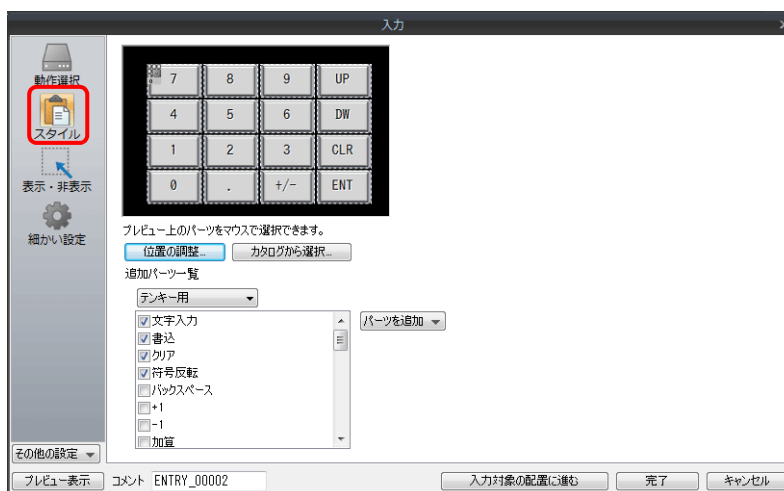 入力
動作選択
スタイル
表示・非表示
細かい設定
7 8 9 UP
4 5 6 DW
1 2 3 CLR
0 . +/- ENT
プレビュー上のパーツをマウスで選択できます。
位置の調整... カタログから選択...
追加パーツ一覧
テンキー用
文字入力 パーツを追加
書込
クリア
符号反転
バックスペース
+1
-1
加算
その他の設定
プレビュー表示 コメント ENTRY_00002 入力対象の配置に進む 完了 キャンセル